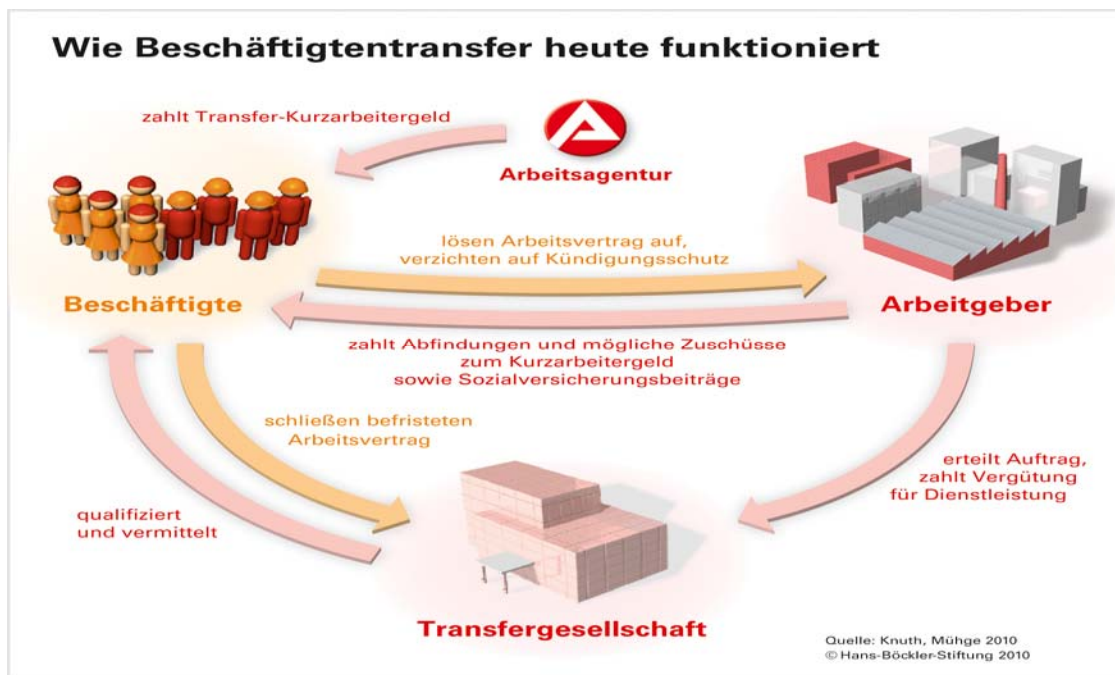 Wie Beschäftigtentransfer heute funktioniert
zahlt Transfer-Kurzarbeitergeld
Arbeitsagentur
lösen Arbeitsvertrag auf,
verzichten auf Kündigungsschutz
Beschäftigte
Arbeitgeber
zahlt Abfindungen und mögliche Zuschüsse
zum Kurzarbeitergeld
sowie Sozialversicherungsbeiträge
schließen befristeten
Arbeitsvertrag
erteilt Auftrag,
zahlt Vergütung
für Dienstleistung
qualifiziert
und vermittelt
Transfergesellschaft
Quelle: Knuth, Mühge 2010
© Hans-Böckler-Stiftung 2010